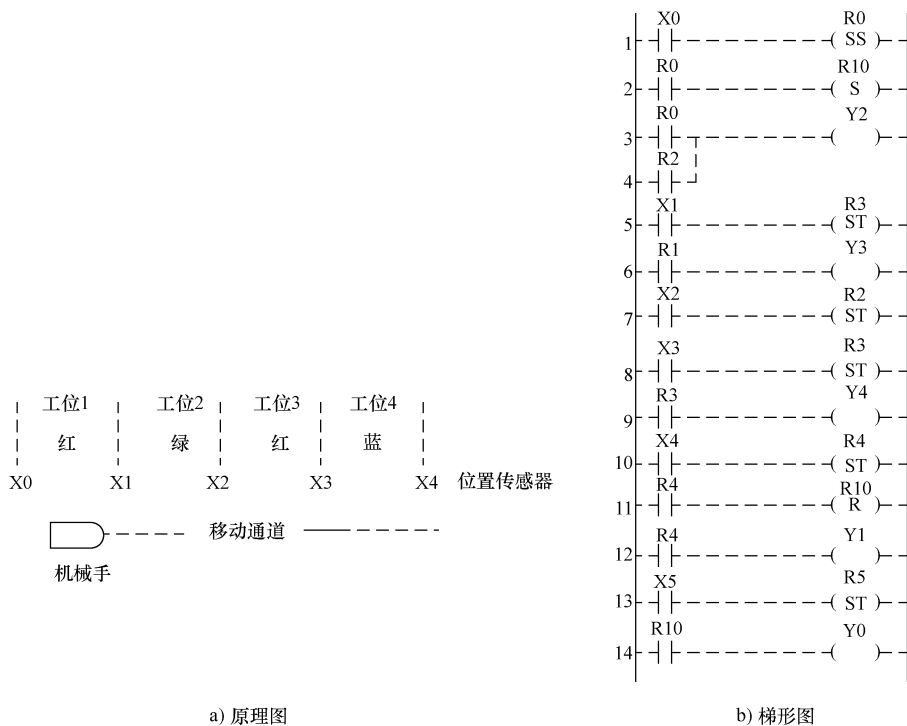 工位1 工位2 工位3 工位4
红 绿 红 蓝
X0 X1 X2 X3 X4 位置传感器
移动通道
机械手
a) 原理图
X0 R0
1 SS
R0 R10
2 S
R0 Y2
3
R2
4
X1 R3
5 ST
R1 Y3
6
X2 R2
7 ST
X3 R3
8 ST
R3 Y4
9
X4 R4
10 ST
R4 R10
11 R
R4 Y1
12
X5 R5
13 ST
R10 Y0
14
b) 梯形图